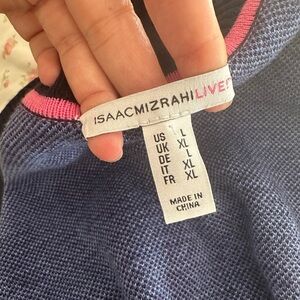 ISAACMIZRAHILIVE!
US L
UK XL
DE L
IT XL
FR XL
MADE IN
CHINA